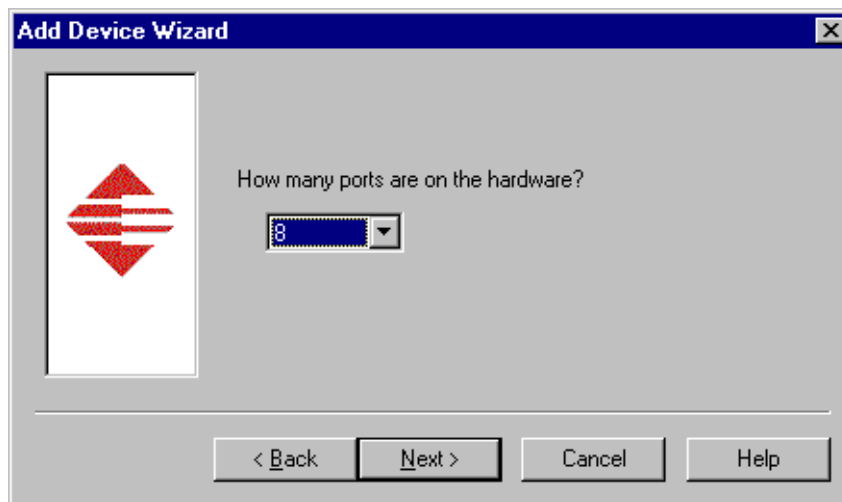 Add Device Wizard
How many ports are on the hardware?
8
< Back Next > Cancel Help